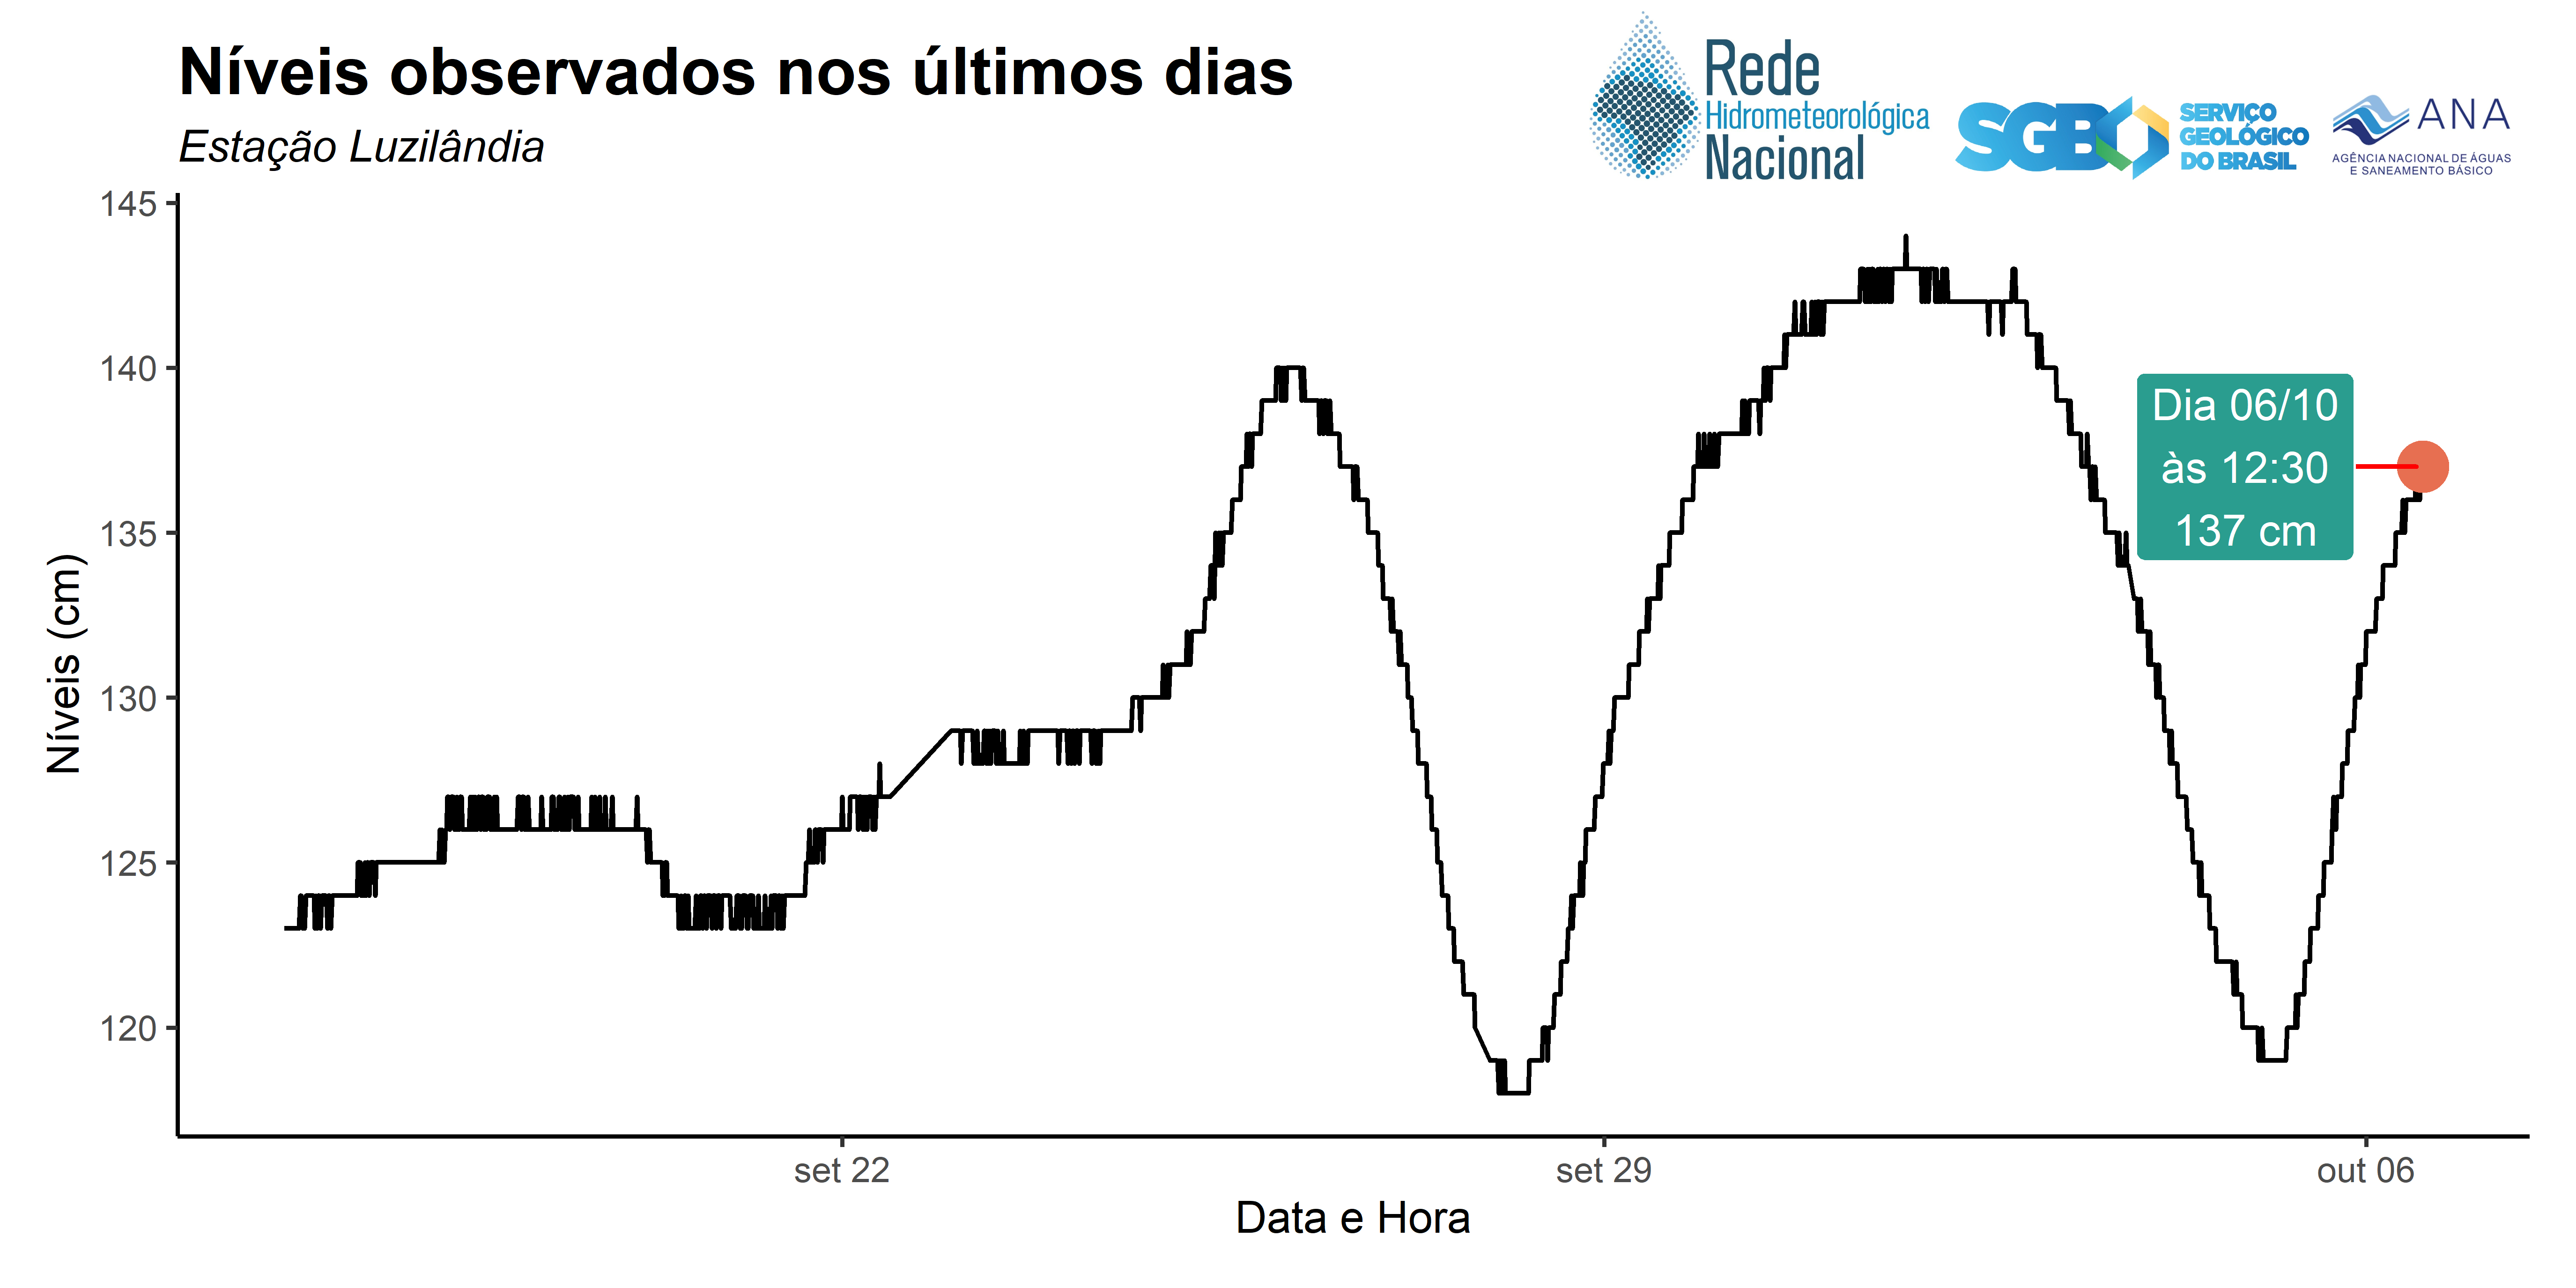 Níveis observados nos últimos dias
Estação Luzilândia
Rede
Hidrometeorológica
Nacional
SGB
SERVIÇO
GEOLÓGICO
DO BRASIL
ANA
AGÊNCIA NACIONAL DE ÁGUAS
E SANEAMENTO BÁSICO
145
140
135
130
125
120
Níveis (cm)
Dia 06/10
às 12:30
137 cm
set 22
set 29
out 06
Data e Hora